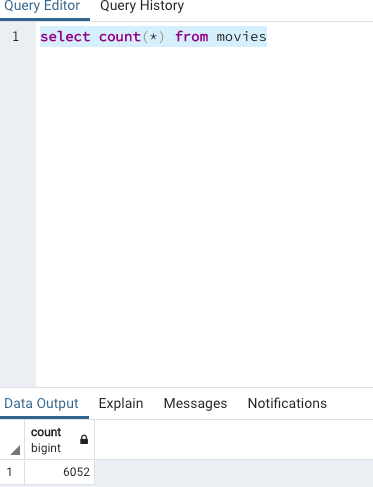 Query Editor Query History
1 select count(*) from movies
Data Output Explain Messages Notifications
count
bigint
1 6052